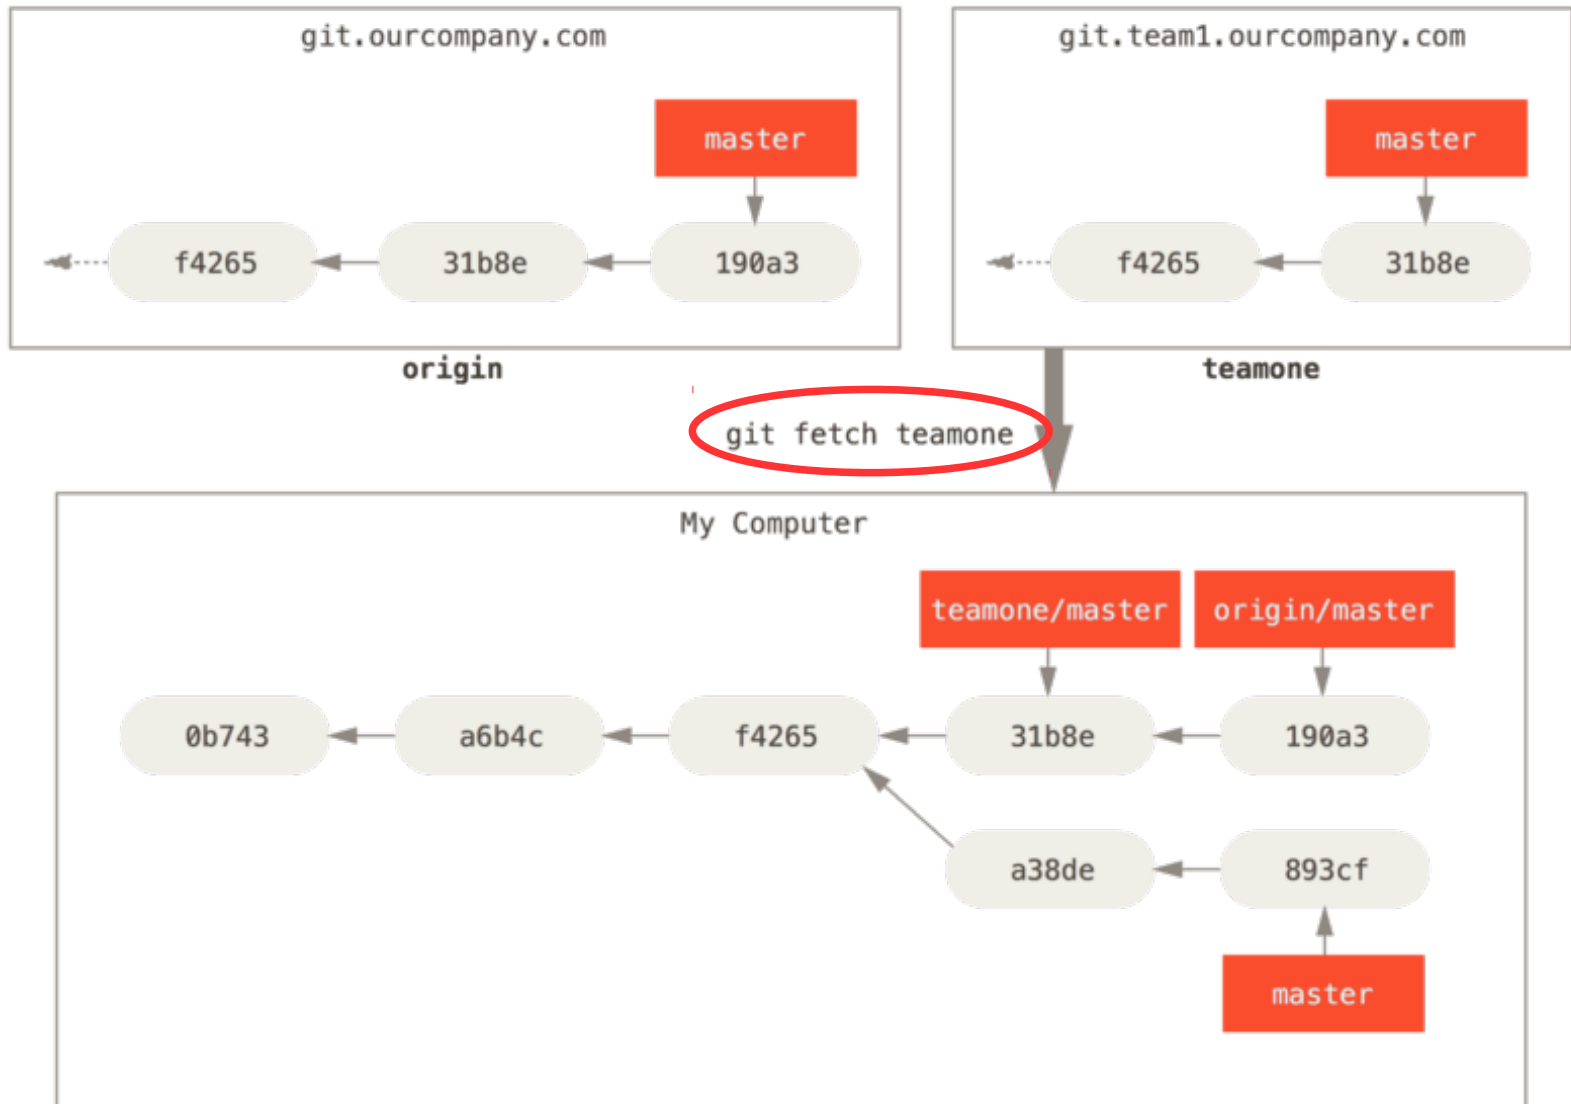 git.ourcompany.com
master
f4265 31b8e 190a3
origin
git.team1.ourcompany.com
master
f4265 31b8e
teamone
git fetch teamone
My Computer
teamone/master origin/master
0b743 a6b4c f4265 31b8e 190a3
a38de 893cf
master